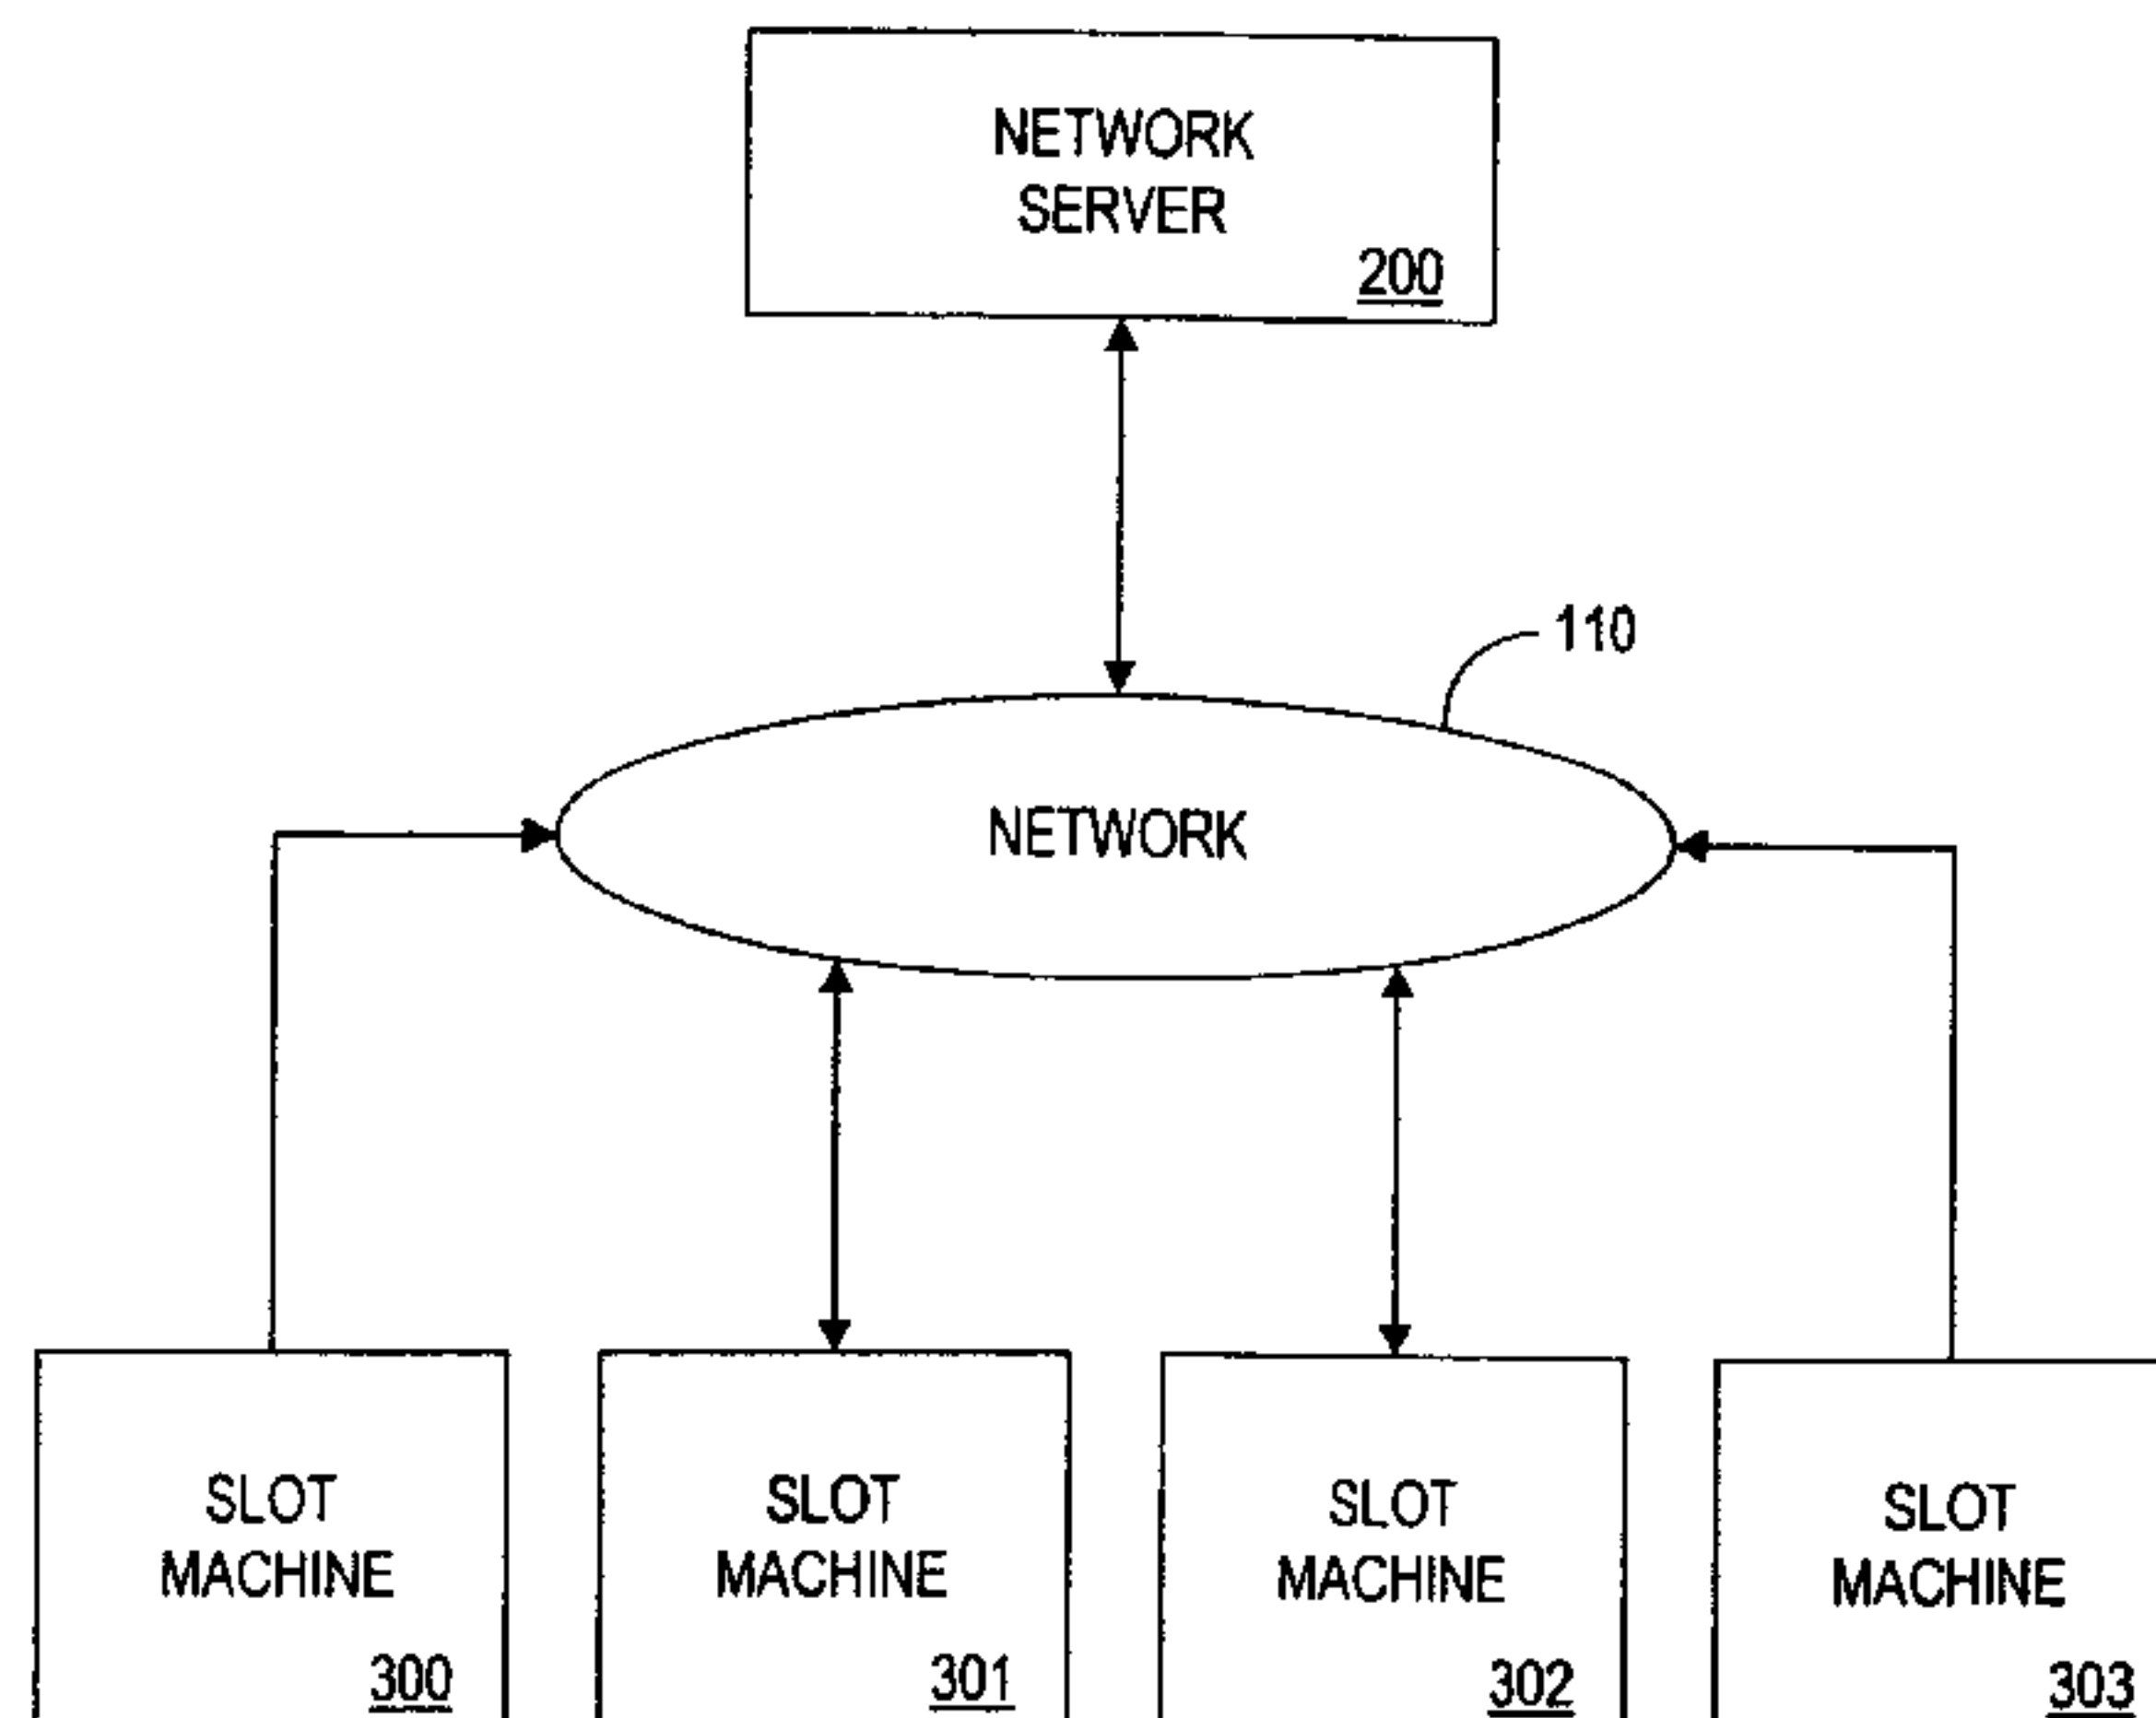 NETWORK
SERVER
200
110
NETWORK
SLOT
MACHINE
300
SLOT
MACHINE
301
SLOT
MACHINE
302
SLOT
MACHINE
303